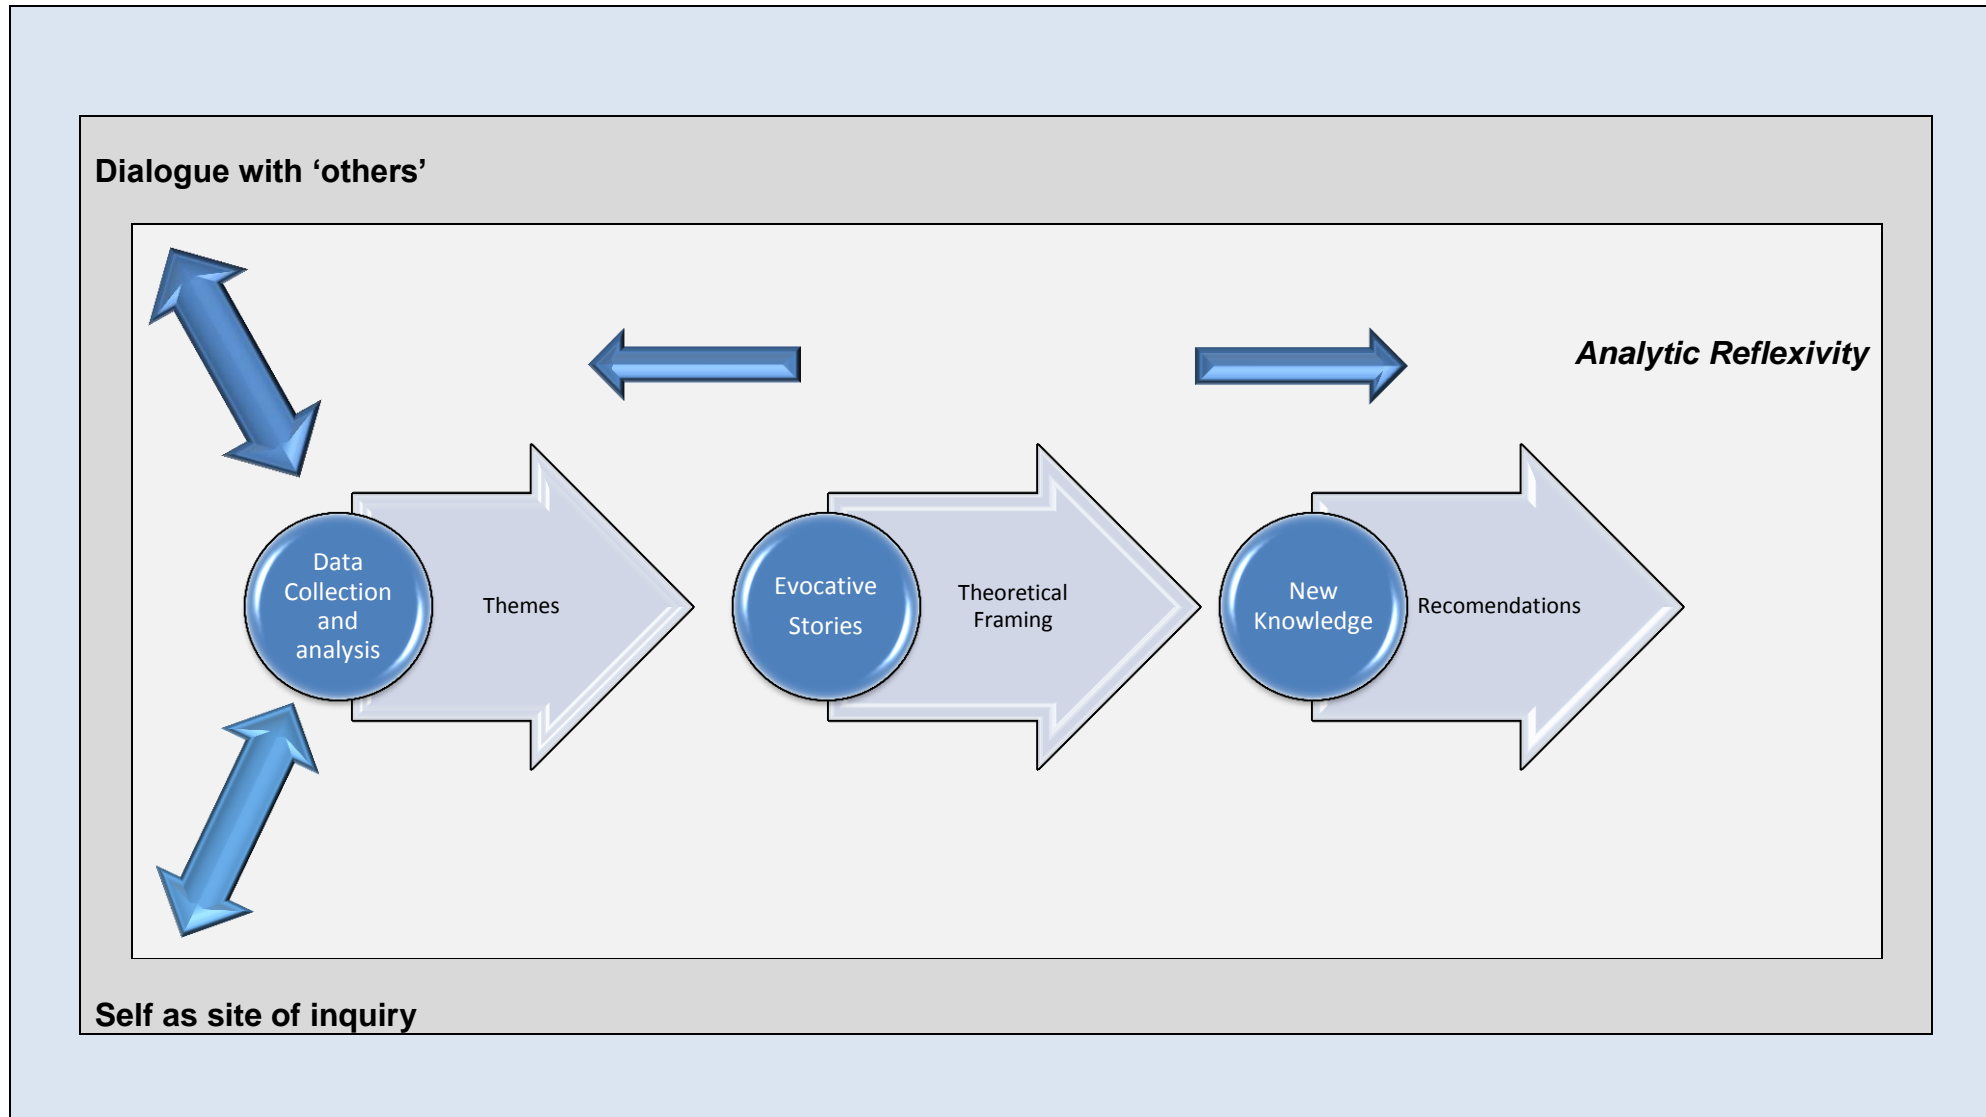 Dialogue with ‘others’
Analytic Reflexivity
Data
Collection
and
analysis
Themes
Evocative
Stories
Theoretical
Framing
New
Knowledge
Recomendations
Self as site of inquiry